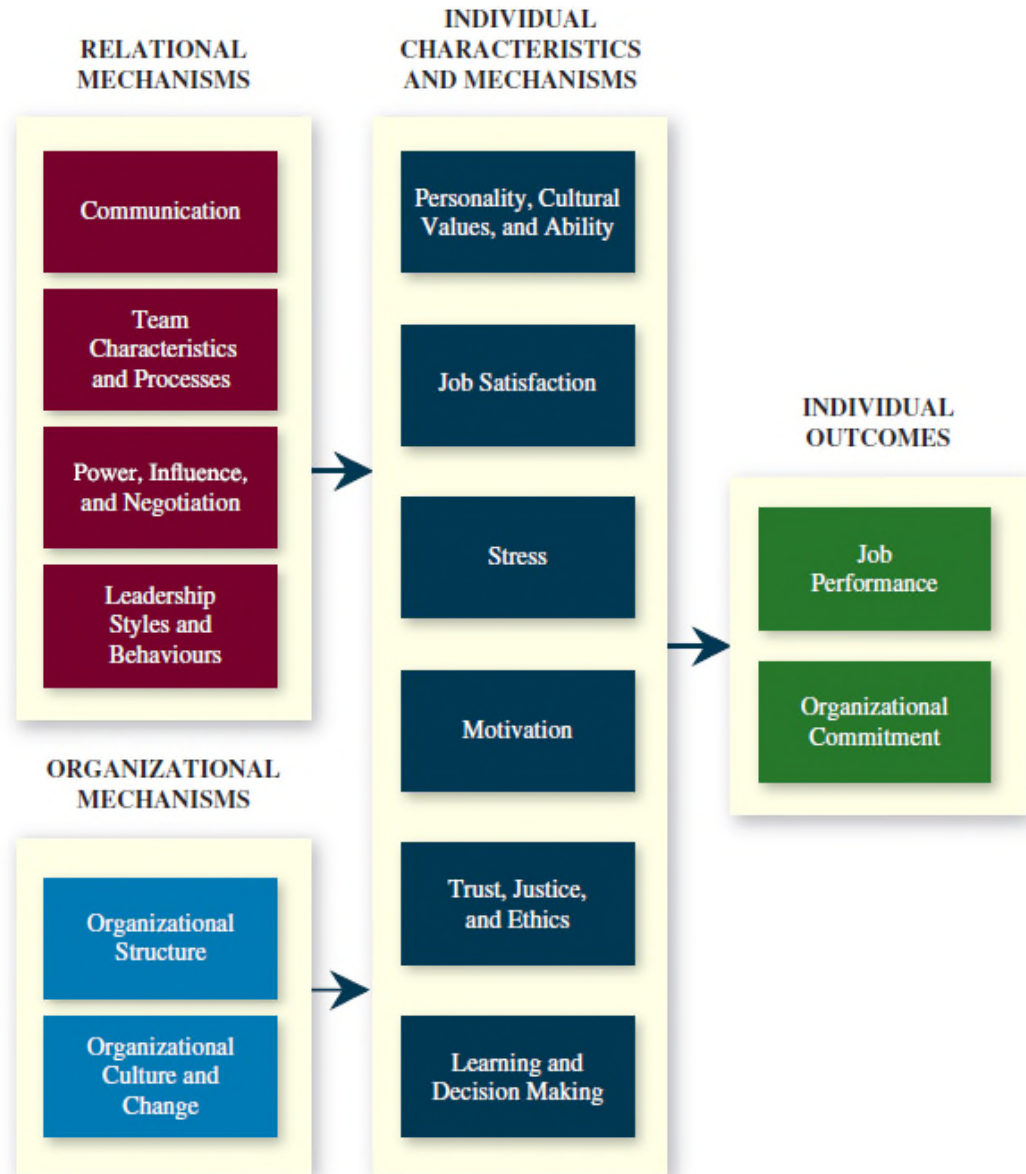 RELATIONAL
MECHANISMS
Communication
Team
Characteristics
and Processes
Power, Influence,
and Negotiation
Leadership
Styles and
Behaviours
ORGANIZATIONAL
MECHANISMS
Organizational
Structure
Organizational
Culture and
Change
INDIVIDUAL
CHARACTERISTICS
AND MECHANISMS
Personality, Cultural
Values, and Ability
Job Satisfaction
Stress
Motivation
Trust, Justice,
and Ethics
Learning and
Decision Making
INDIVIDUAL
OUTCOMES
Job
Performance
Organizational
Commitment